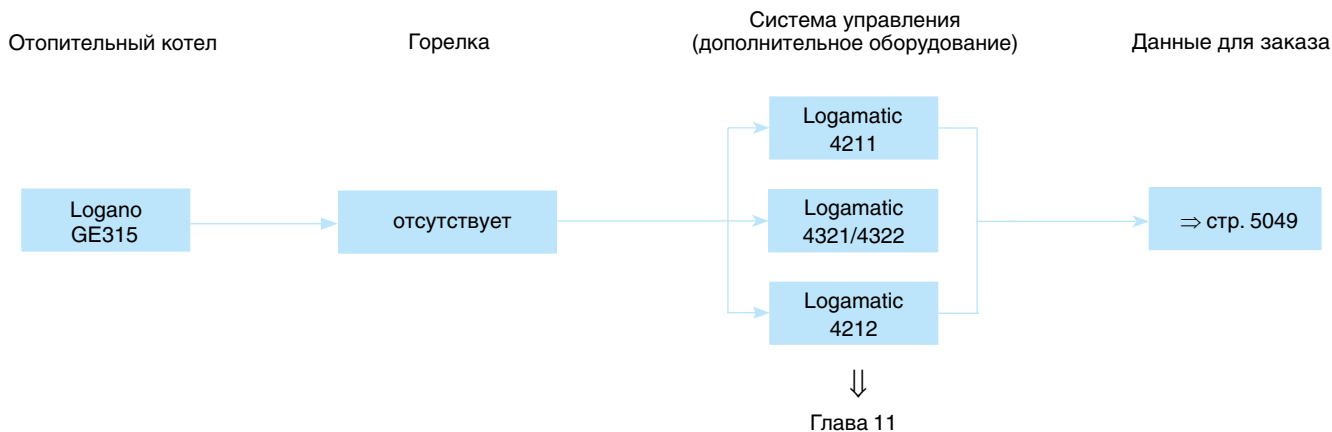 Отопительный котел
Горелка
Система управления
(дополнительное оборудование)
Данные для заказа
Logano
GE315
отсутствует
Logamatic
4211
Logamatic
4321/4322
Logamatic
4212
⇒ стр. 5049
⇓
Глава 11